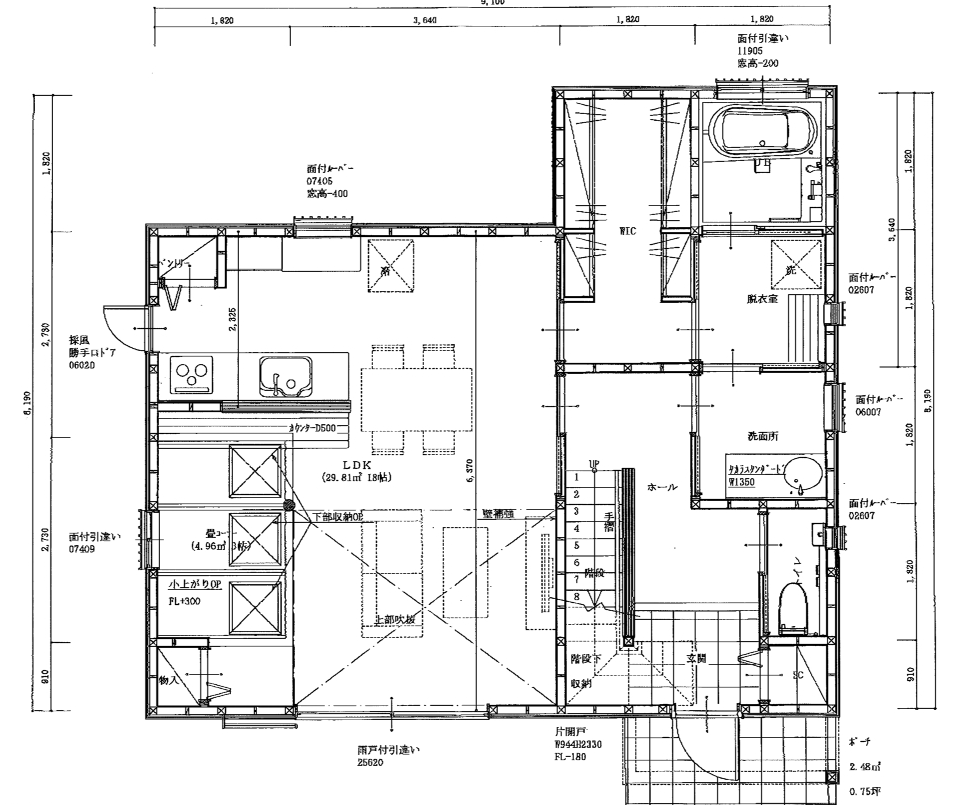 9,100
1,820
3,640
1,820
1,820
面付引違い
11905
窓高-200
面付ルーバー
07405
窓高-400
1,820
2,730
8,190
2,730
910
1,820
3,640
1,820
1,820
1,820
910
8,190
WIC
パントリー
冷
洗
脱衣室
面付ルーバー
02607
2,325
採風
勝手口ドア
06020
面付ルーバー
06007
カウンターD500
LDK
(29.81㎡ 18帖)
6,370
洗面所
タカラスタンダード
W1350
UP
ホール
1
2
3
4
5
6
7
8
手摺
階段
下部収納OP
壁補強
面付ルーバー
02607
面付引違い
07409
畳コーナー
(4.96㎡ 3帖)
小上がりOP
FL+300
上部吹抜
トイレ
階段下
収納
玄関
物入
SC
雨戸付引違い
25620
片開戸
W944H2330
FL-180
ポーチ
2.48㎡
0.75坪